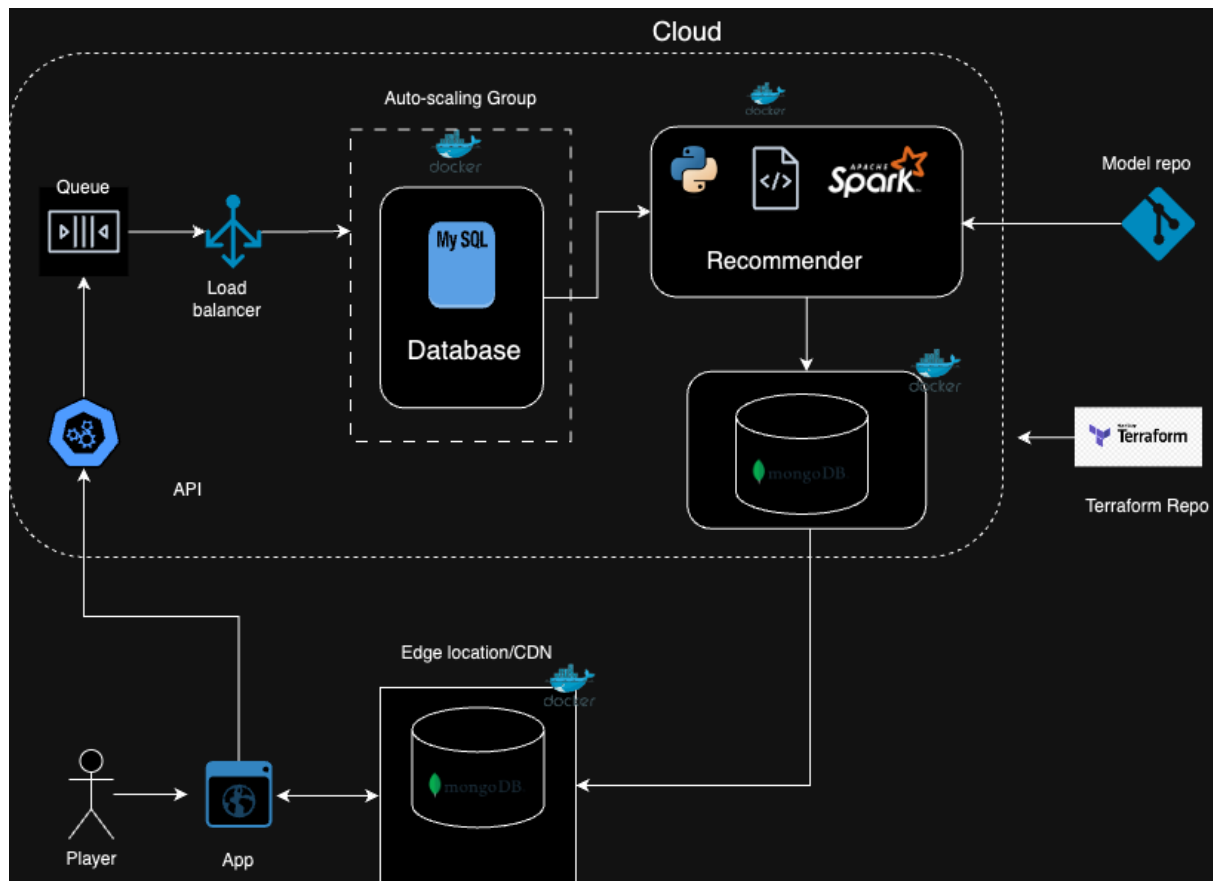 Cloud
Auto-scaling Group
docker
docker
Queue
My SQL
APACHE
Spark
Model repo
Recommender
Load
balancer
Database
docker
mongoDB
Terraform
API
Terraform Repo
Edge location/CDN
docker
mongoDB
Player
App